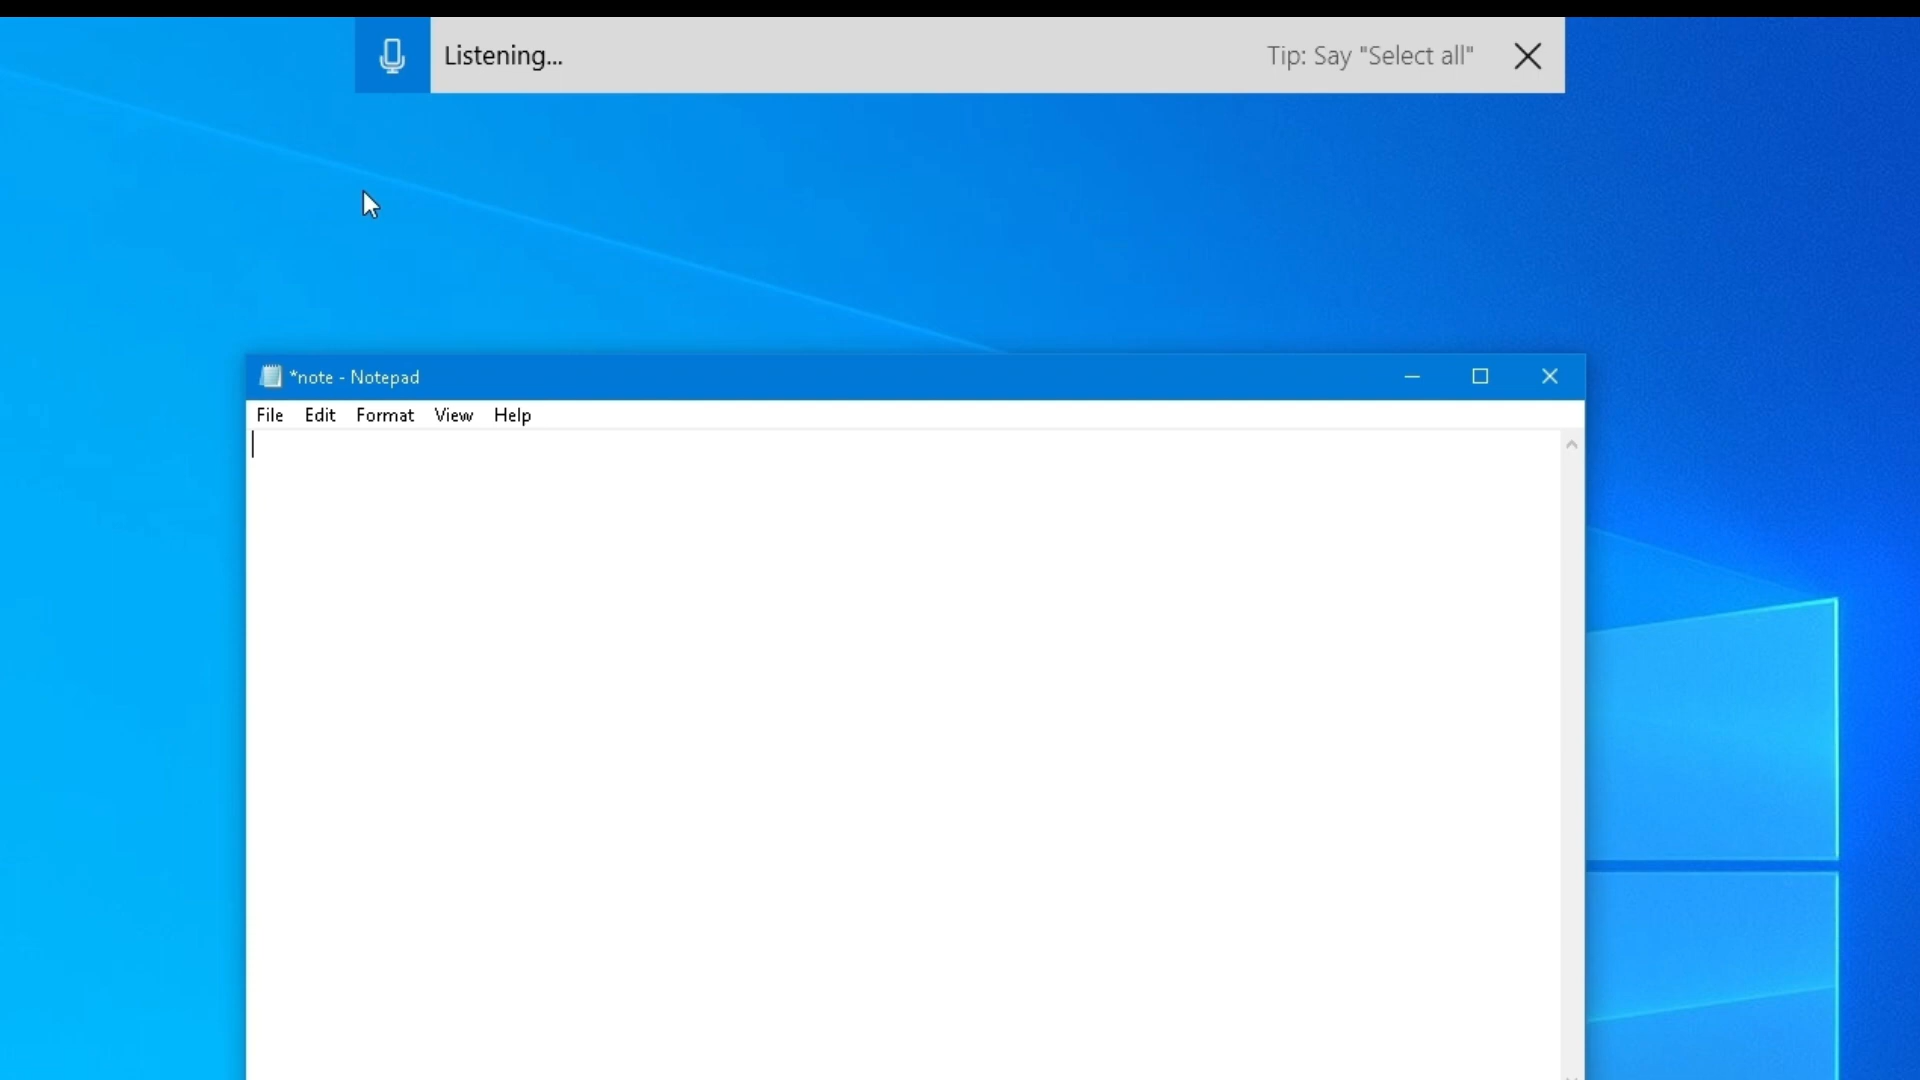 Listening...
Tip: Say "Select all"
*note - Notepad
File Edit Format View Help